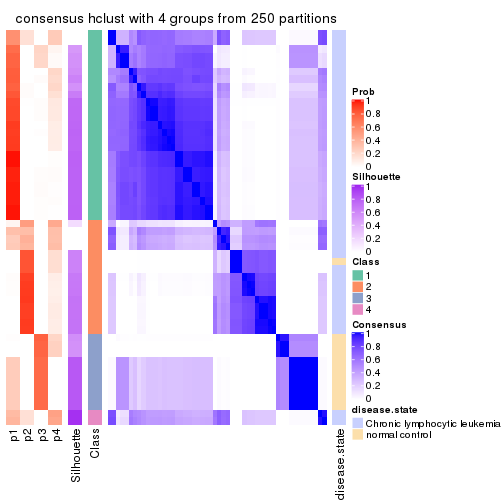 consensus hclust with 4 groups from 250 partitions
Prob
1
0.8
0.6
0.4
0.2
0
Silhouette
1
0.8
0.6
0.4
0.2
0
Class
1
2
3
4
Consensus
1
0.8
0.6
0.4
0.2
0
disease.state
Chronic lymphocytic leukemia
normal control
p1
p2
p3
p4
Silhouette
Class
disease.state